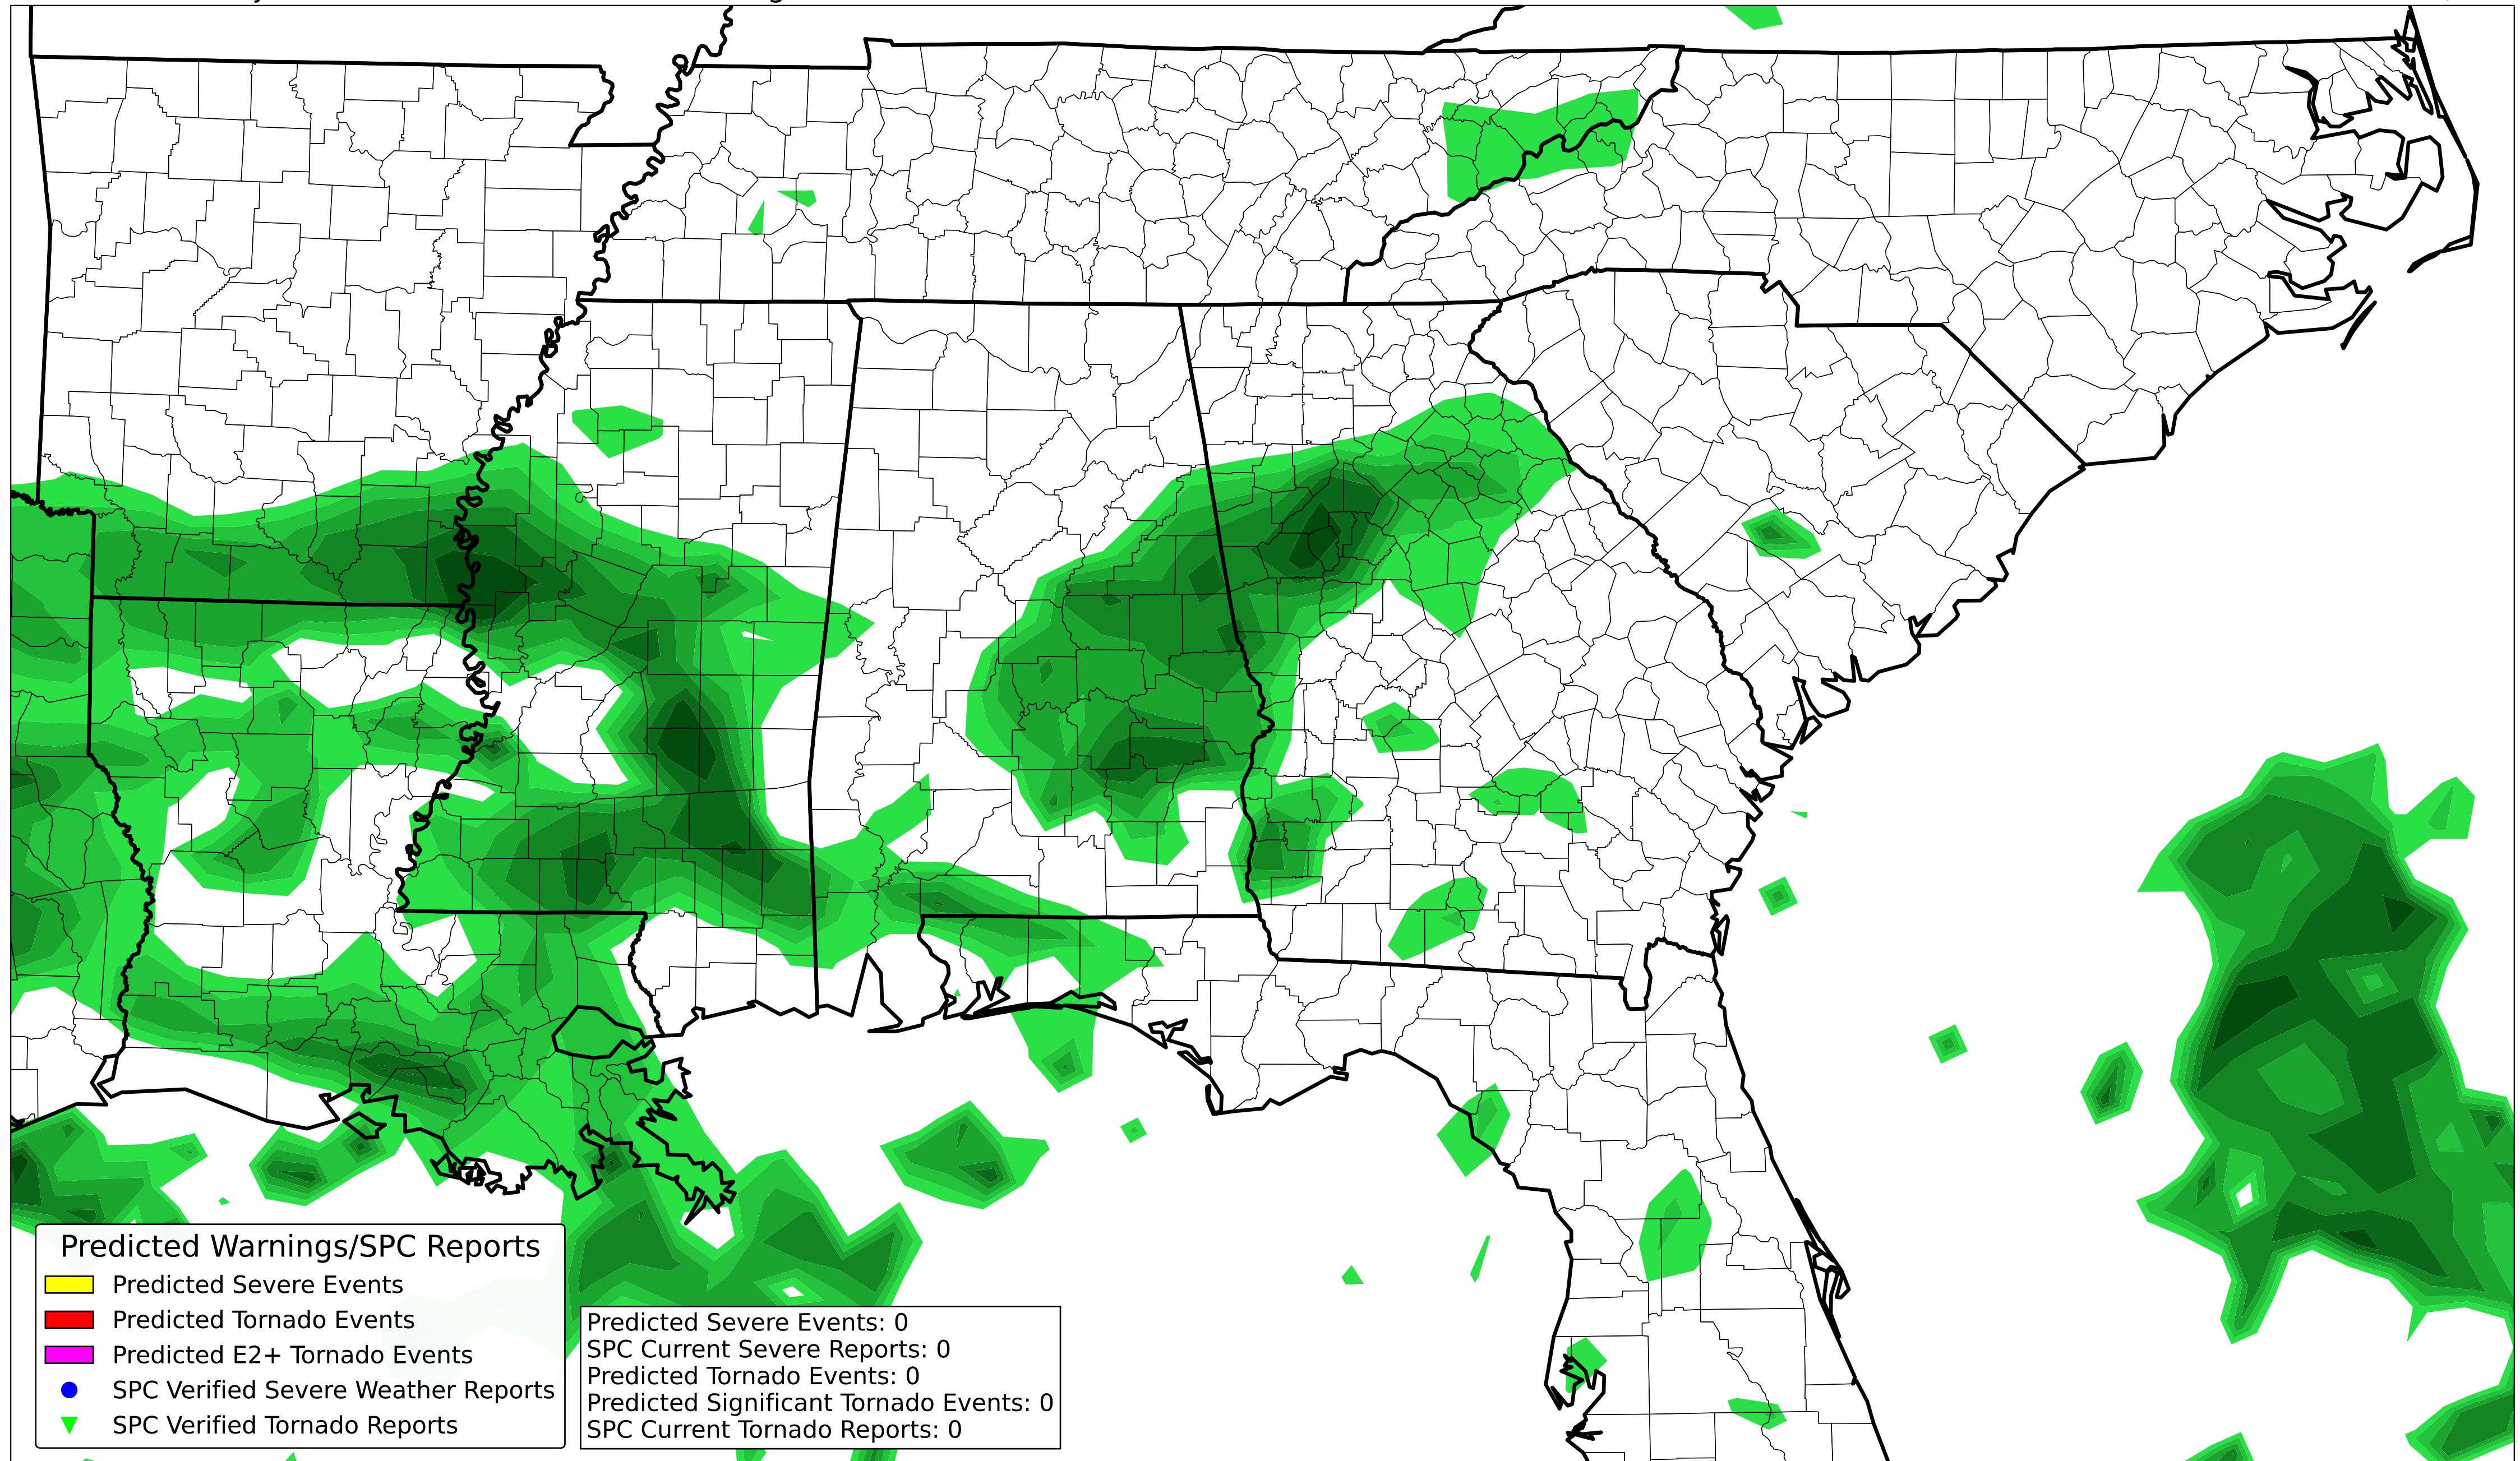 Predicted Warnings/SPC Reports
Predicted Severe Events
Predicted Tornado Events
Predicted E2+ Tornado Events
SPC Verified Severe Weather Reports
SPC Verified Tornado Reports
Predicted Severe Events: 0
SPC Current Severe Reports: 0
Predicted Tornado Events: 0
Predicted Significant Tornado Events: 0
SPC Current Tornado Reports: 0